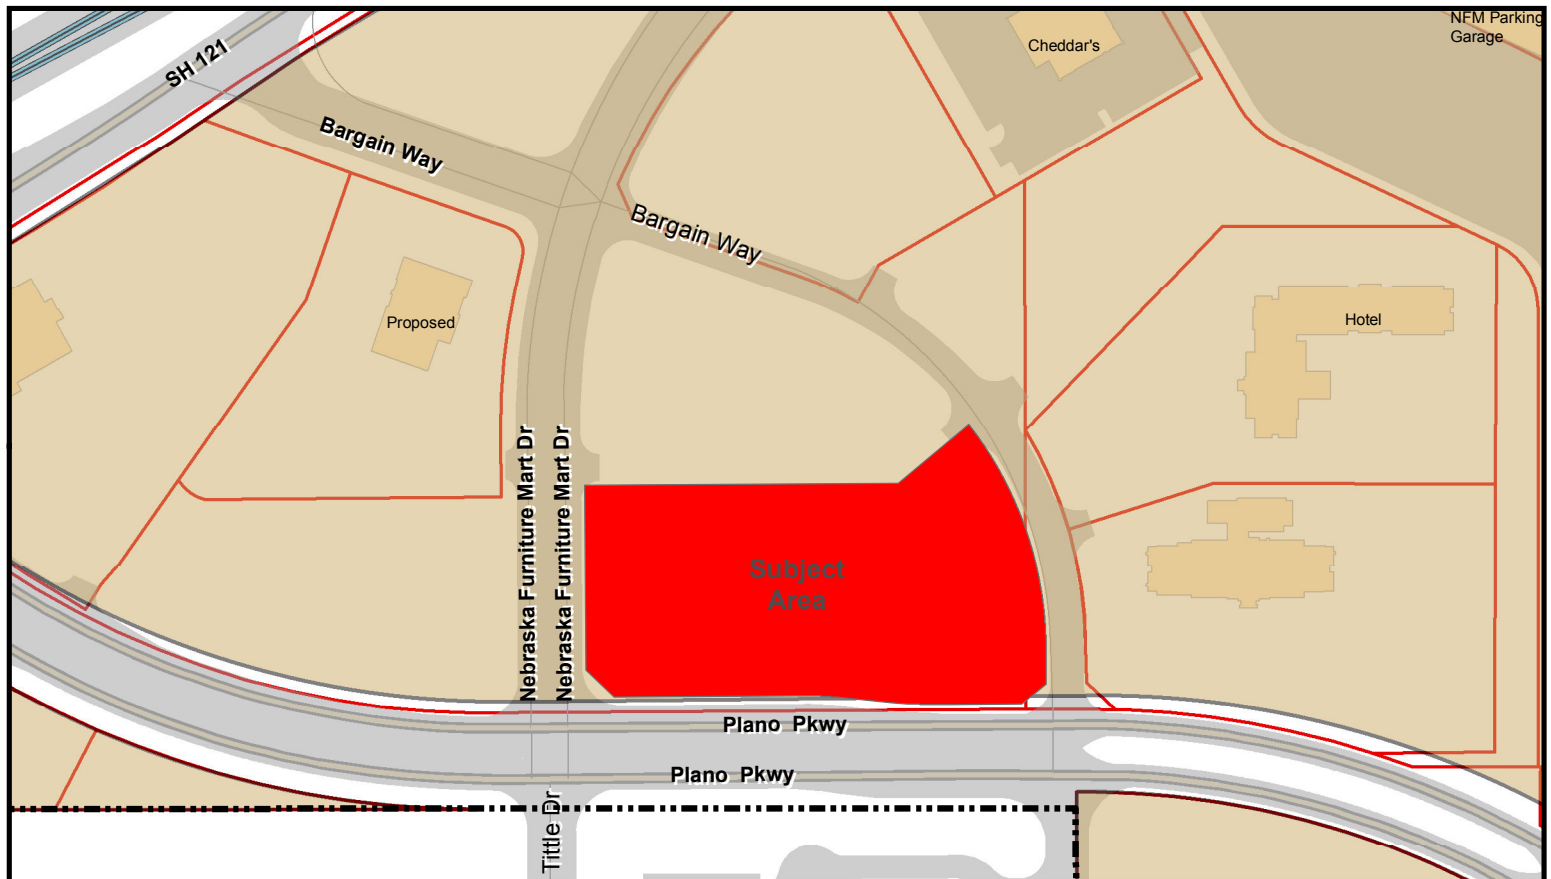 NFM Parking
Garage
Cheddar's
SH 121
Bargain Way
Bargain Way
Proposed
Hotel
Nebraska Furniture Mart Dr
Nebraska Furniture Mart Dr
Subject
Area
Plano Pkwy
Plano Pkwy
Tittle Dr